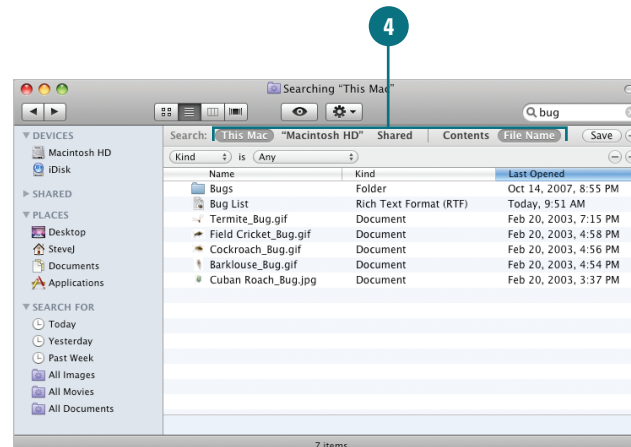 4
Searching "This Mac"
bug
DEVICES
Macintosh HD
iDisk
SHARED
PLACES
Desktop
SteveJ
Documents
Applications
SEARCH FOR
Today
Yesterday
Past Week
All Images
All Movies
All Documents
Search: This Mac "Macintosh HD" Shared Contents File Name Save
Kind is Any
Name Kind Last Opened
Bugs Folder Oct 14, 2007, 8:55 PM
Bug List Rich Text Format (RTF) Today, 9:51 AM
Termite_Bug.gif Document Feb 20, 2003, 7:15 PM
Field Cricket_Bug.gif Document Feb 20, 2003, 4:58 PM
Cockroach_Bug.gif Document Feb 20, 2003, 4:56 PM
Barklouse_Bug.gif Document Feb 20, 2003, 4:54 PM
Cuban Roach_Bug.jpg Document Feb 20, 2003, 3:37 PM
7 items